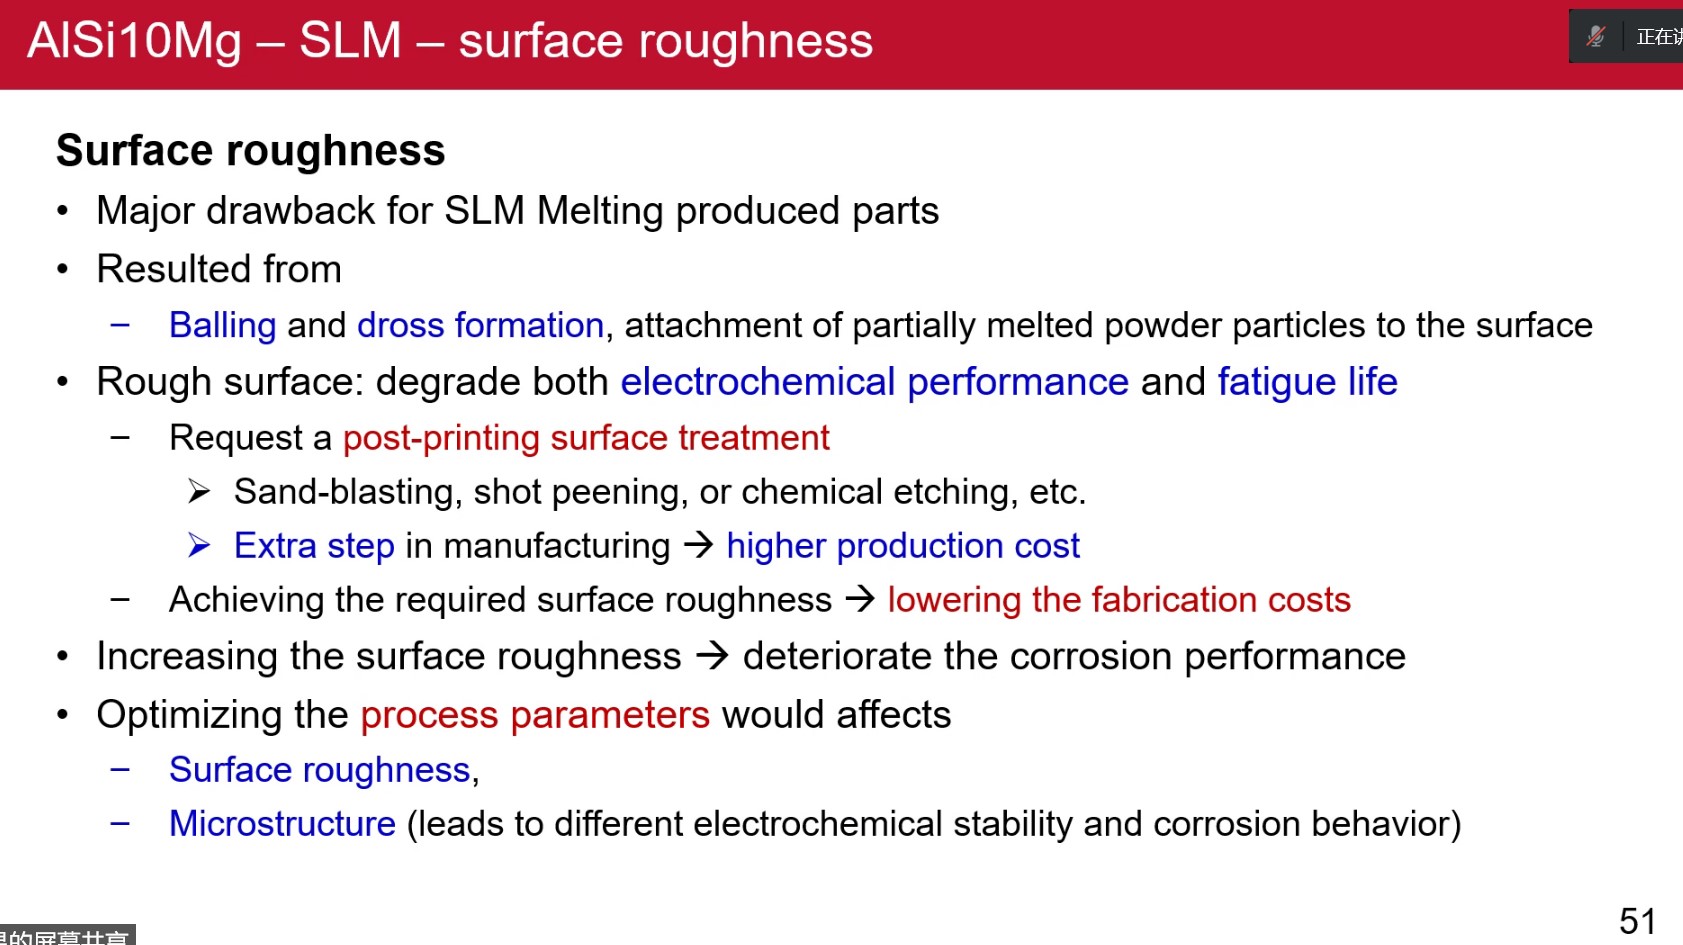 AlSi10Mg – SLM – surface roughness
正在讲
Surface roughness
• Major drawback for SLM Melting produced parts
• Resulted from
– Balling and dross formation, attachment of partially melted powder particles to the surface
• Rough surface: degrade both electrochemical performance and fatigue life
– Request a post-printing surface treatment
➢ Sand-blasting, shot peening, or chemical etching, etc.
➢ Extra step in manufacturing → higher production cost
– Achieving the required surface roughness → lowering the fabrication costs
• Increasing the surface roughness → deteriorate the corrosion performance
• Optimizing the process parameters would affects
– Surface roughness,
– Microstructure (leads to different electrochemical stability and corrosion behavior)
51
的屏幕共享